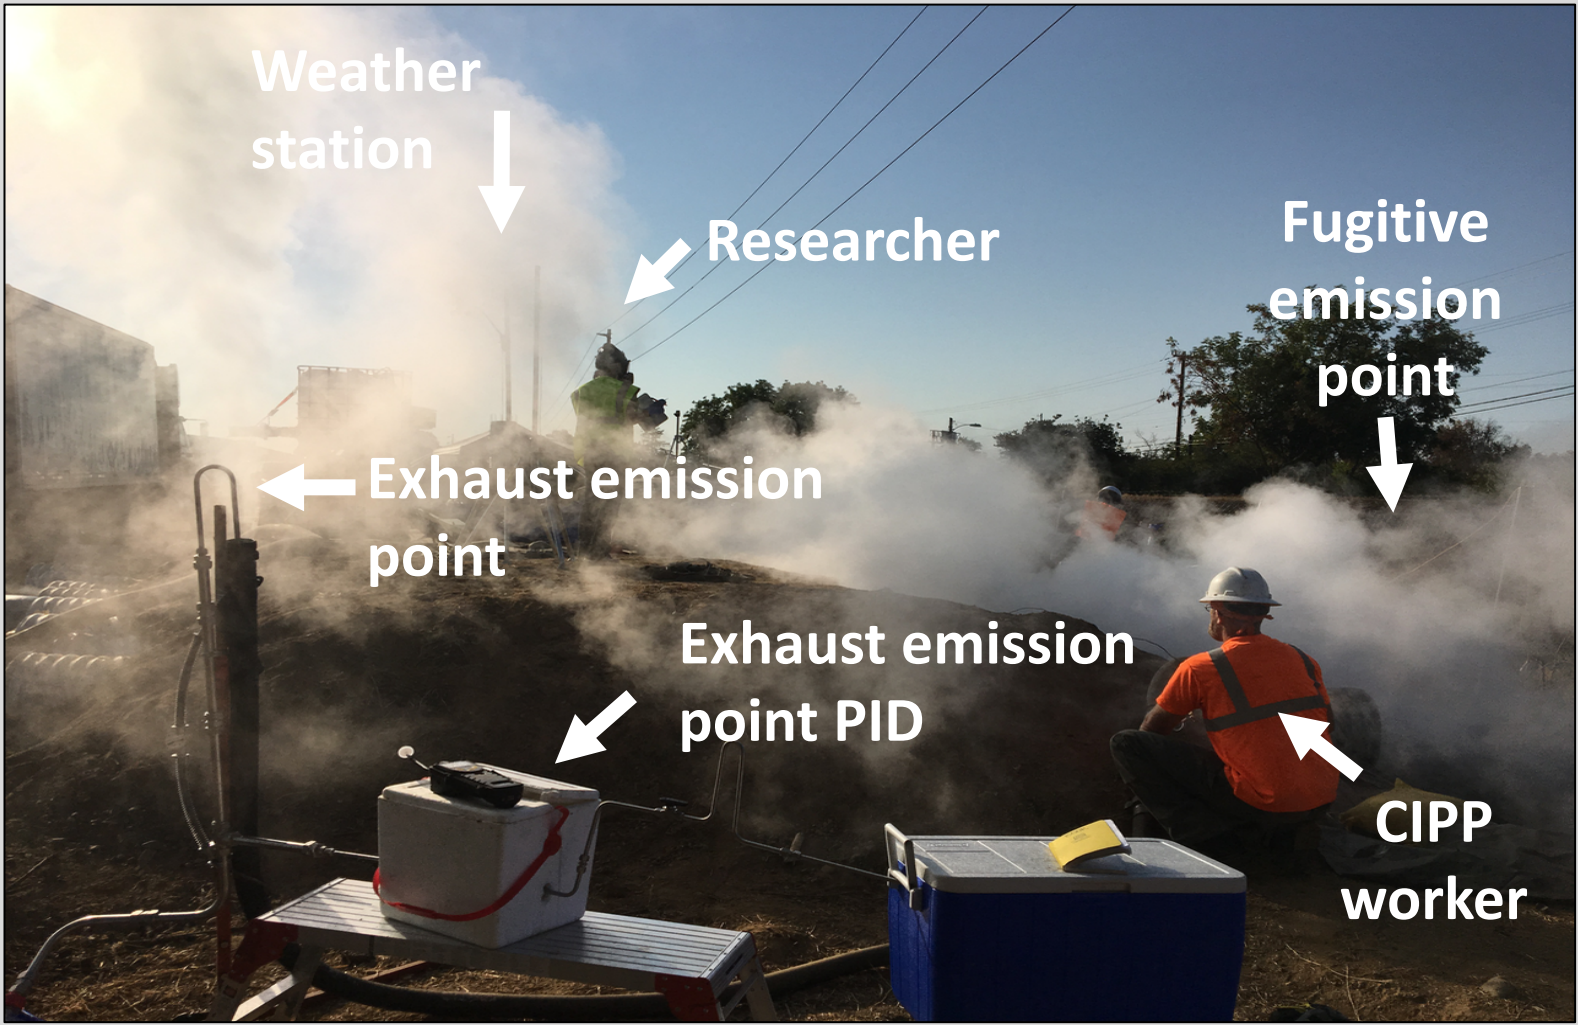 Weather
station
Researcher
Fugitive
emission
point
Exhaust emission
point
Exhaust emission
point PID
CIPP
worker